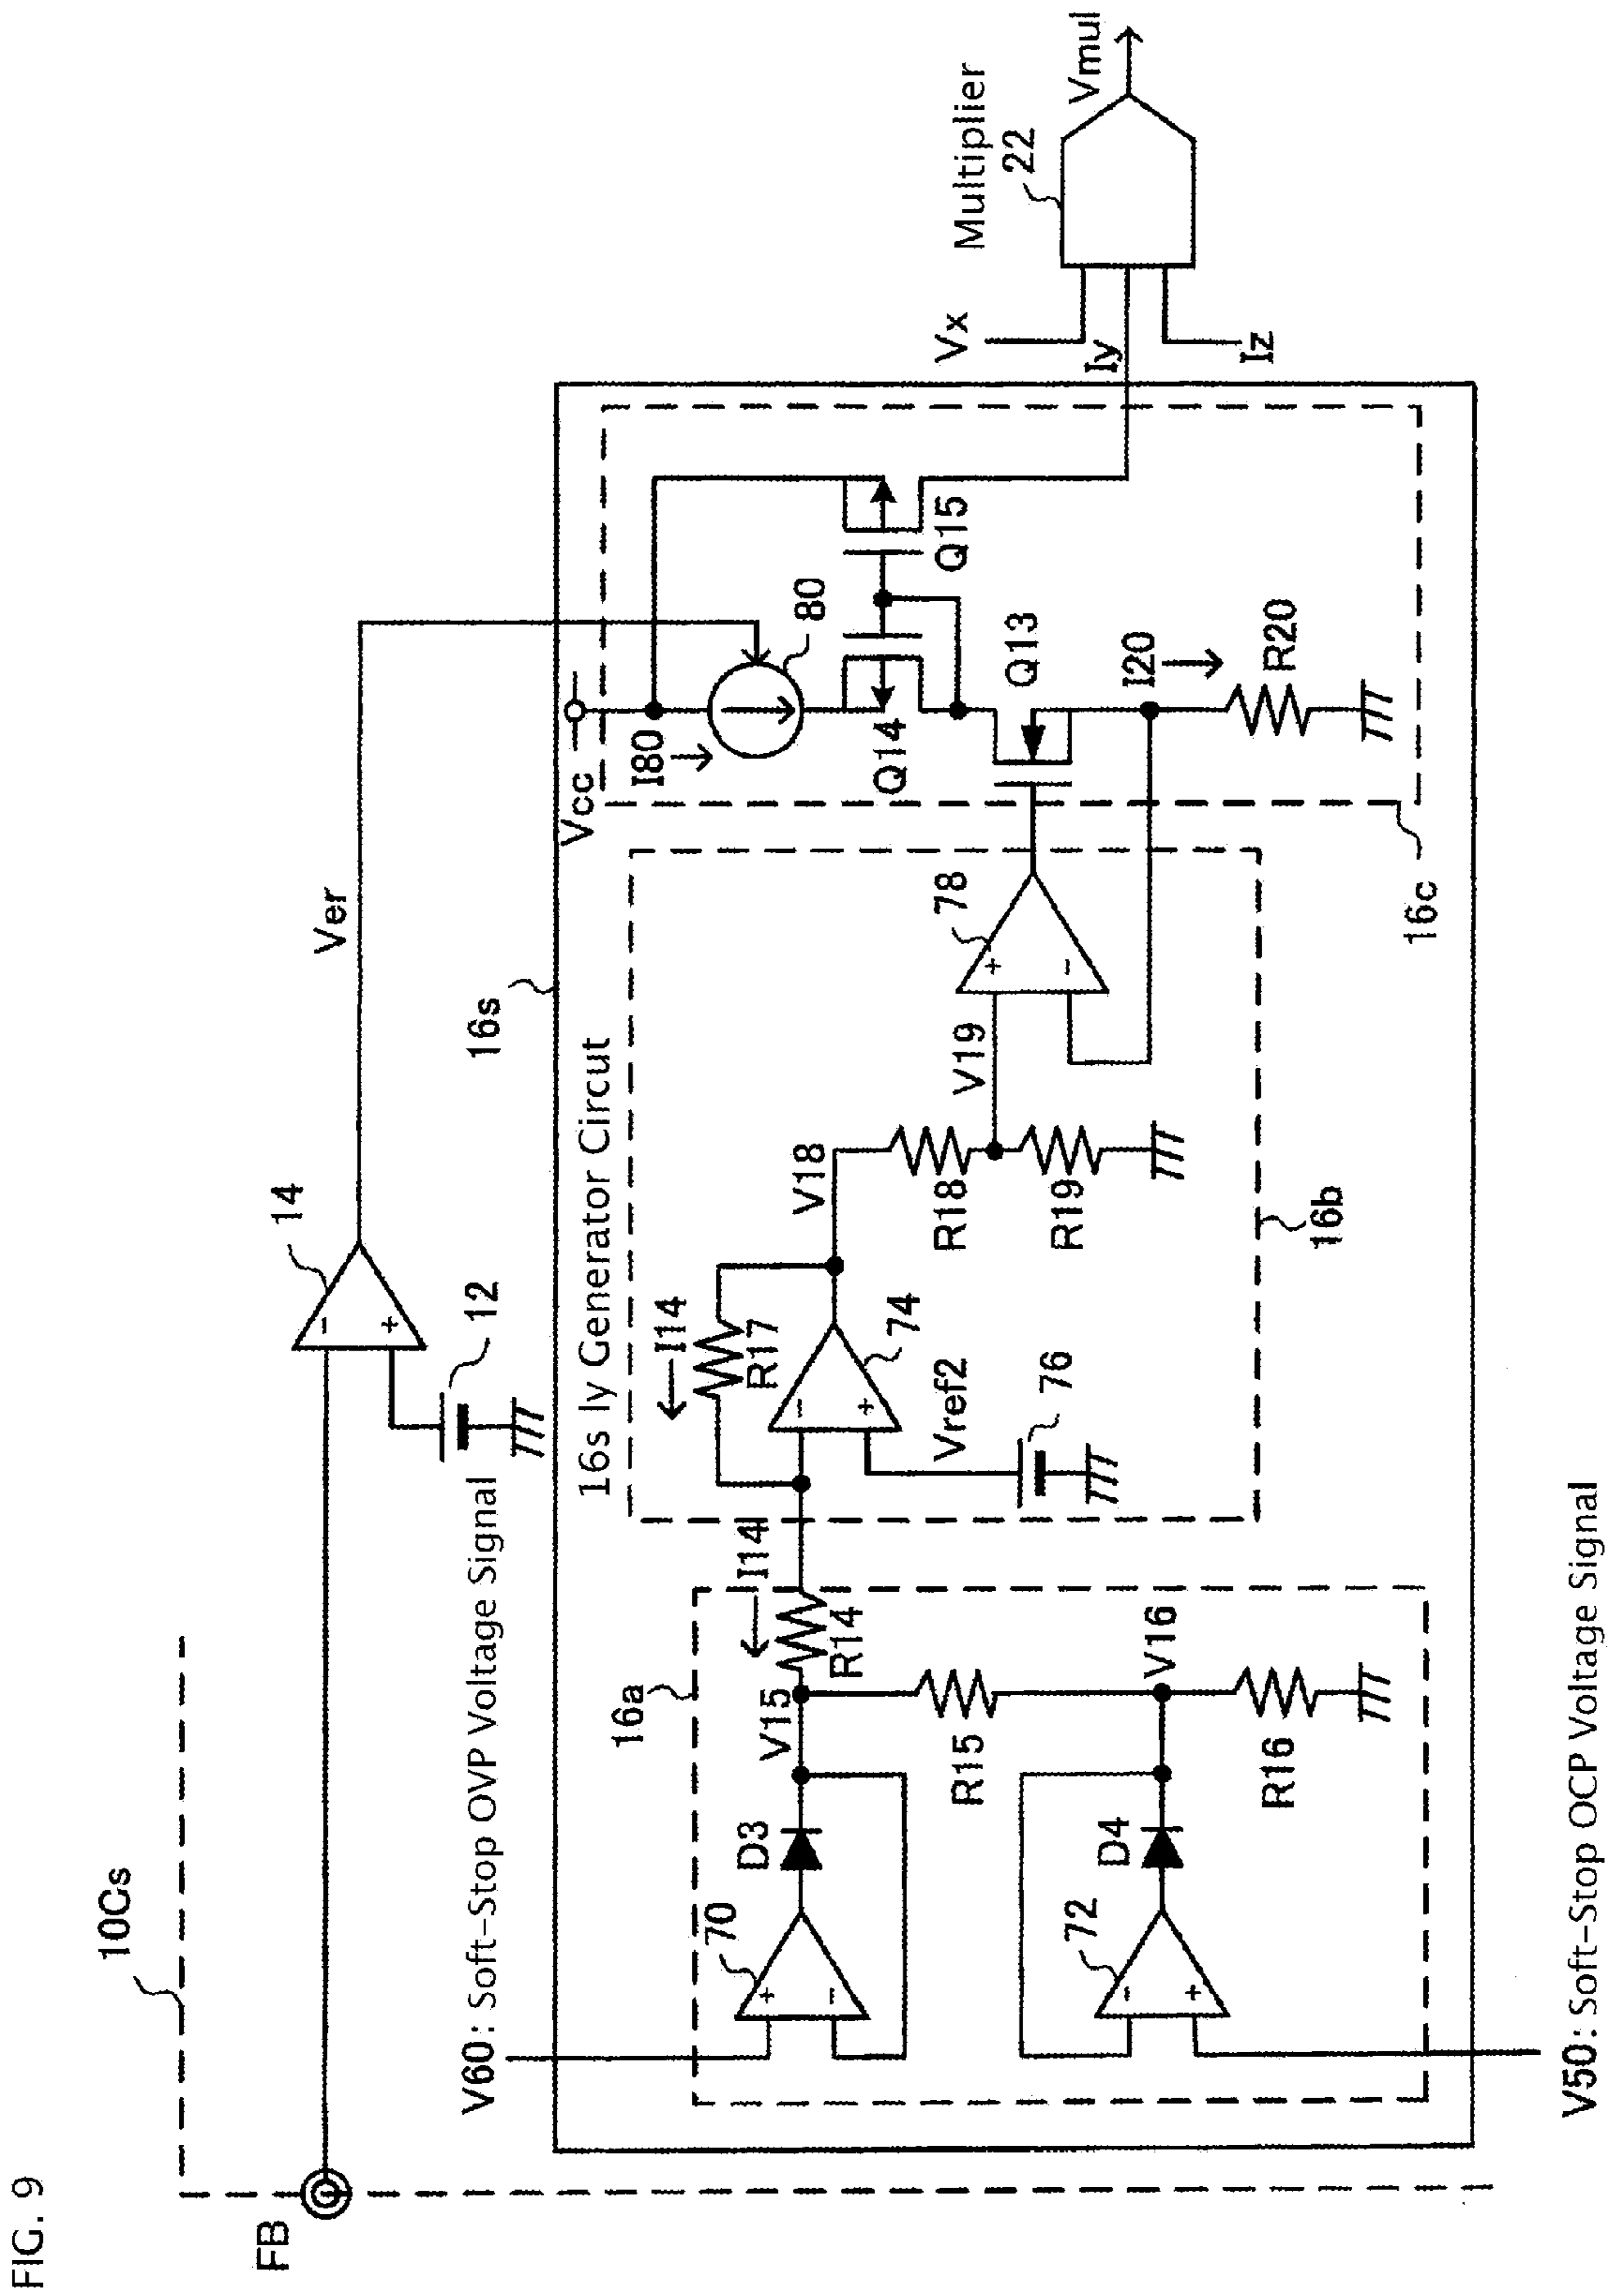 FIG. 9
10Cs
FB
14
12
Ver
16s
V60: Soft-Stop OVP Voltage Signal
16s Iy Generator Circut
Vcc
I80
80
Q14
Q15
Q13
I20
R20
16c
Vx
Iy
Iz
Multiplier
22
Vmul
16a
70
D3
V15
R14
I14
R15
V16
R16
72
D4
I14
R17
74
Vref2
76
V18
R18
R19
V19
78
16b
V50: Soft-Stop OCP Voltage Signal
+
-
-
+
-
+
-
+
+
-